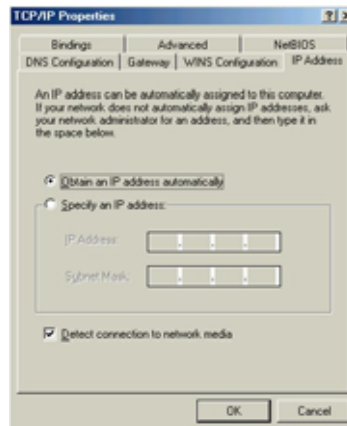 TCP/IP Properties
Bindings Advanced NetBIOS
DNS Configuration Gateway WINS Configuration IP Address
An IP address can be automatically assigned to this computer.
If your network does not automatically assign IP addresses, ask
your network administrator for an address, and then type it in
the space below.
Obtain an IP address automatically
Specify an IP address:
IP Address:
Subnet Mask:
Detect connection to network media
OK Cancel